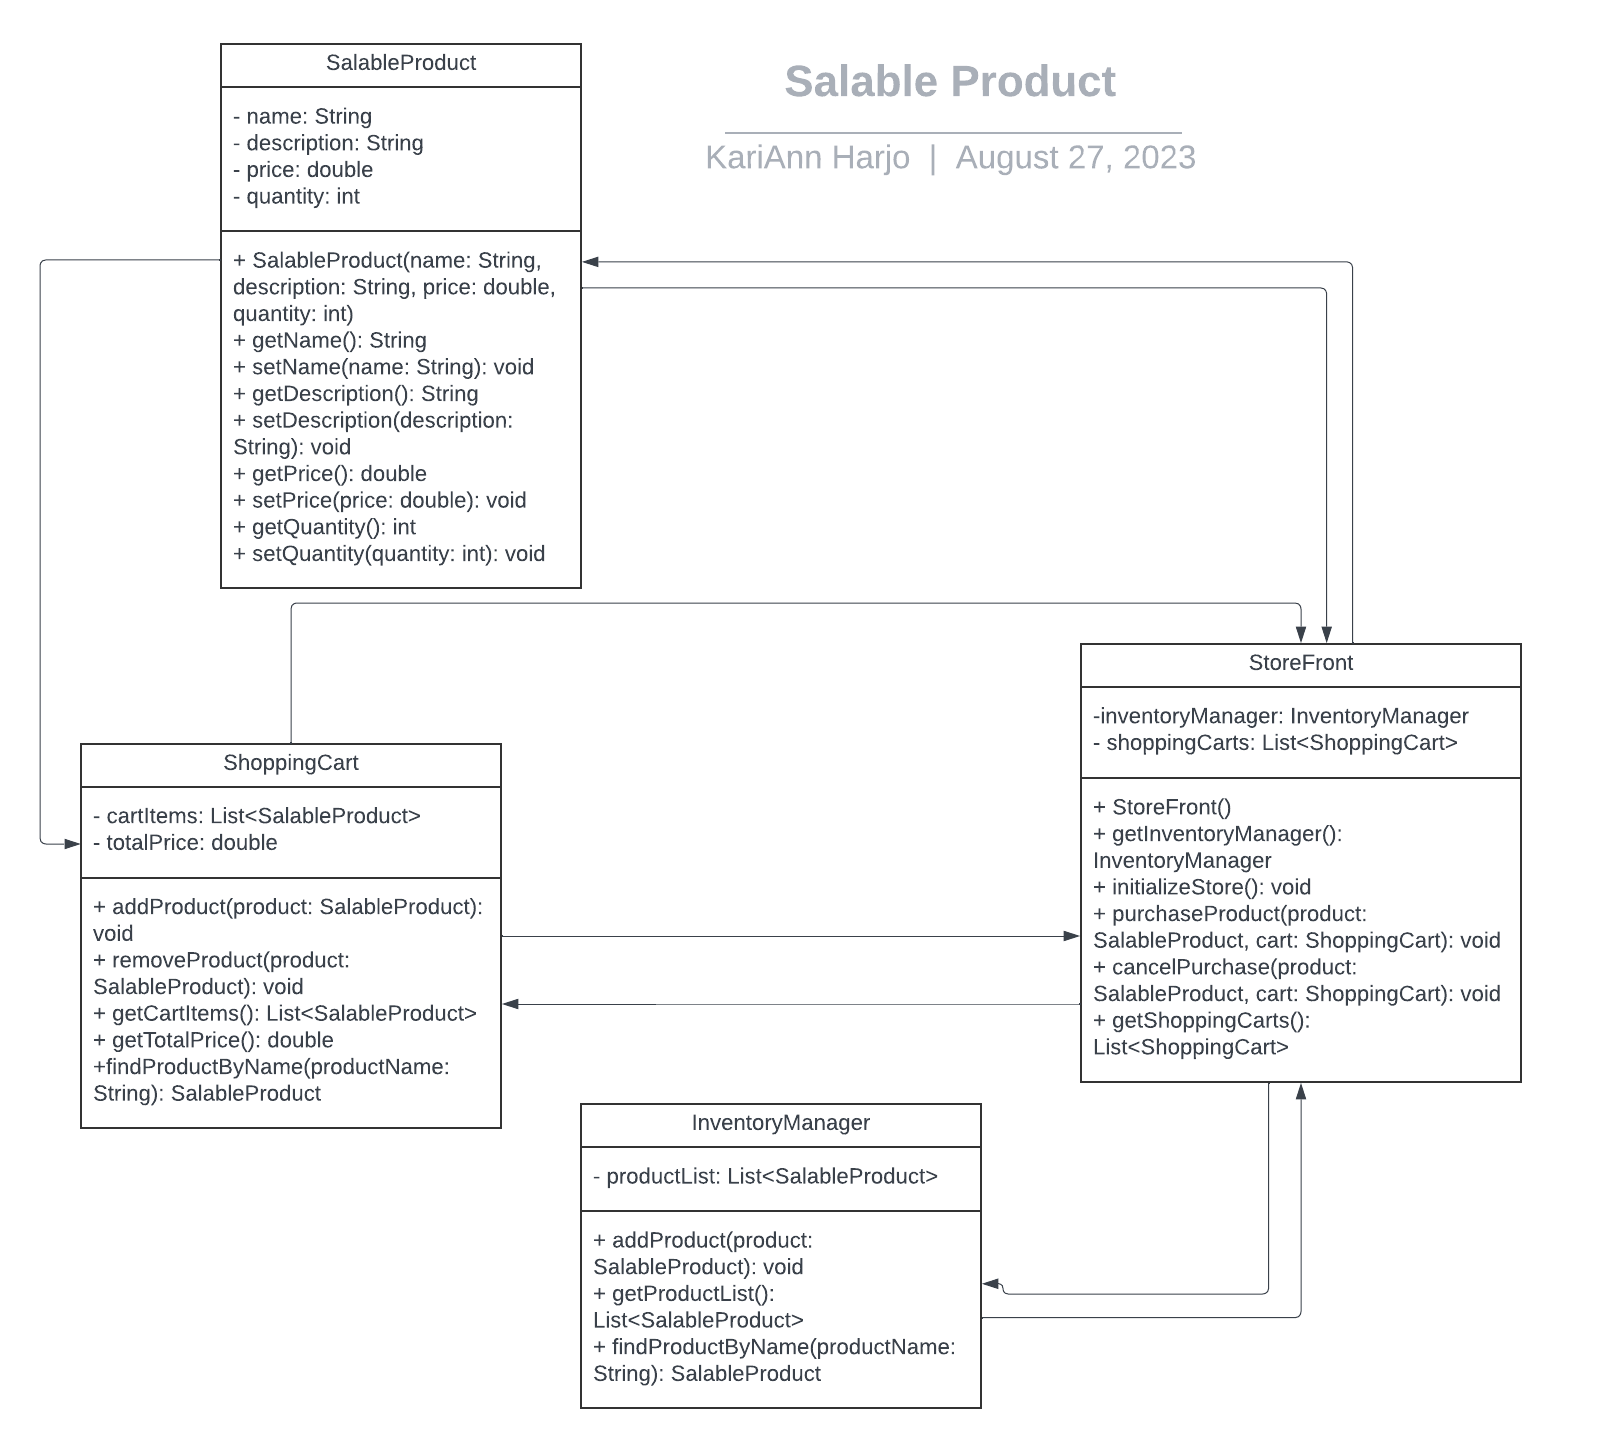 Salable Product
KariAnn Harjo | August 27, 2023
SalableProduct
- name: String
- description: String
- price: double
- quantity: int
+ SalableProduct(name: String,
description: String, price: double,
quantity: int)
+ getName(): String
+ setName(name: String): void
+ getDescription(): String
+ setDescription(description:
String): void
+ getPrice(): double
+ setPrice(price: double): void
+ getQuantity(): int
+ setQuantity(quantity: int): void
ShoppingCart
- cartItems: List<SalableProduct>
- totalPrice: double
+ addProduct(product: SalableProduct):
void
+ removeProduct(product:
SalableProduct): void
+ getCartItems(): List<SalableProduct>
+ getTotalPrice(): double
+findProductByName(productName:
String): SalableProduct
StoreFront
-inventoryManager: InventoryManager
- shoppingCarts: List<ShoppingCart>
+ StoreFront()
+ getInventoryManager():
InventoryManager
+ initializeStore(): void
+ purchaseProduct(product:
SalableProduct, cart: ShoppingCart): void
+ cancelPurchase(product:
SalableProduct, cart: ShoppingCart): void
+ getShoppingCarts():
List<ShoppingCart>
InventoryManager
- productList: List<SalableProduct>
+ addProduct(product:
SalableProduct): void
+ getProductList():
List<SalableProduct>
+ findProductByName(productName:
String): SalableProduct